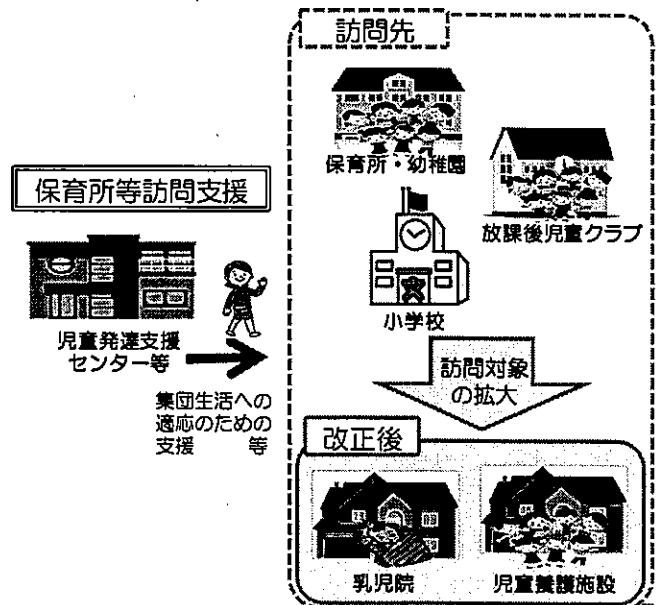 訪問先
保育所・幼稚園
放課後児童クラブ
小学校
保育所等訪問支援
児童発達支援
センター等
集団生活への
適応のための
支援　　等
訪問対象
の拡大
改正後
乳児院
児童養護施設